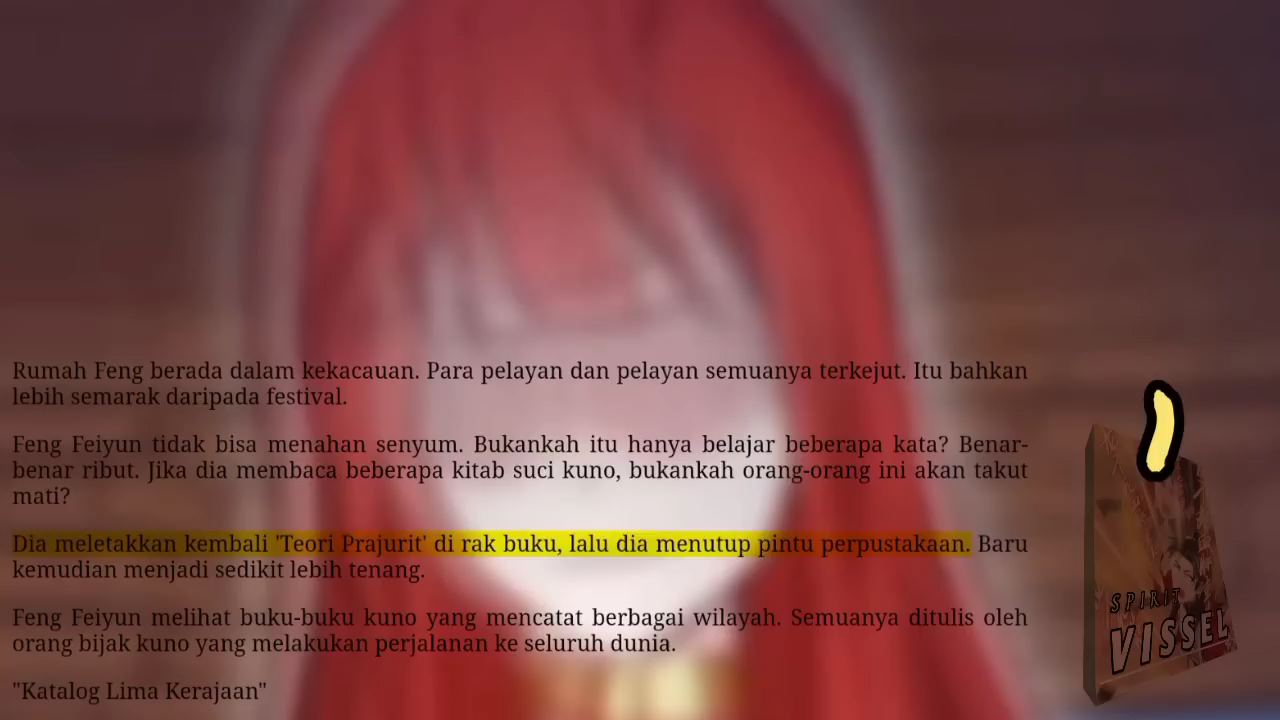 Rumah Feng berada dalam kekacauan. Para pelayan dan pelayan semuanya terkejut. Itu bahkan
lebih semarak daripada festival.
Feng Feiyun tidak bisa menahan senyum. Bukankah itu hanya belajar beberapa kata? Benar-
benar ribut. Jika dia membaca beberapa kitab suci kuno, bukankah orang-orang ini akan takut
mati?
Dia meletakkan kembali 'Teori Prajurit' di rak buku, lalu dia menutup pintu perpustakaan. Baru
kemudian menjadi sedikit lebih tenang.
Feng Feiyun melihat buku-buku kuno yang mencatat berbagai wilayah. Semuanya ditulis oleh
orang bijak kuno yang melakukan perjalanan ke seluruh dunia.
"Katalog Lima Kerajaan"
SPIRIT
VISSEL